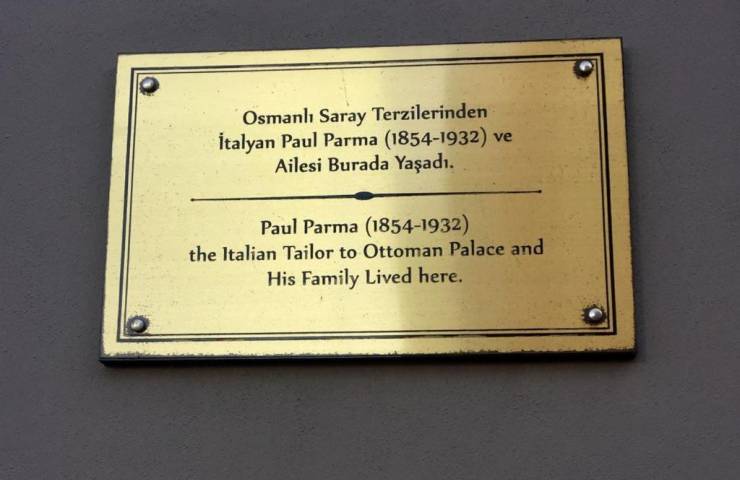 Osmanlı Saray Terzilerinden
İtalyan Paul Parma (1854-1932) ve
Ailesi Burada Yaşadı.
Paul Parma (1854-1932)
the Italian Tailor to Ottoman Palace and
His Family Lived here.